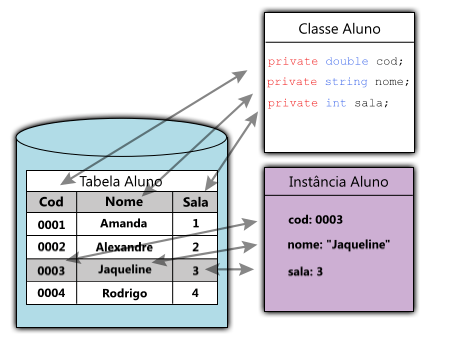 Classe Aluno
private double cod;
private string nome;
private int sala;
Tabela Aluno
Cod Nome Sala
0001 Amanda 1
0002 Alexandre 2
0003 Jaqueline 3
0004 Rodrigo 4
Instância Aluno
cod: 0003
nome: "Jaqueline"
sala: 3